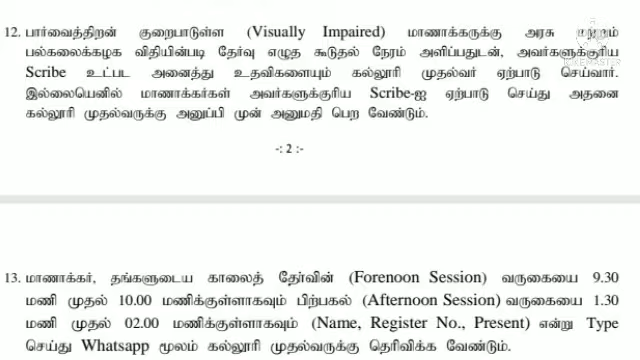 12. பார்வைத்திறன் குறைபாடுள்ள (Visually Impaired) மாணாக்கருக்கு அரசு மற்றும்
பல்கலைக்கழக விதியின்படி தேர்வு எழுத கூடுதல் நேரம் அளிப்பதுடன், அவர்களுக்குரிய
Scribe உட்பட அனைத்து உதவிகளையும் கல்லூரி முதல்வர் ஏற்பாடு செய்வார்.
இல்லையெனில் மாணாக்கர்கள் அவர்களுக்குரிய Scribe-ஐ ஏற்பாடு செய்து அதனை
கல்லூரி முதல்வருக்கு அனுப்பி முன் அனுமதி பெற வேண்டும்.
-: 2 :-
13. மாணாக்கர், தங்களுடைய காலைத் தேர்வின் (Forenoon Session) வருகையை 9.30
மணி முதல் 10.00 மணிக்குள்ளாகவும் பிற்பகல் (Afternoon Session) வருகையை 1.30
மணி முதல் 02.00 மணிக்குள்ளாகவும் (Name, Register No., Present) என்று Type
செய்து Whatsapp மூலம் கல்லூரி முதல்வருக்கு தெரிவிக்க வேண்டும்.